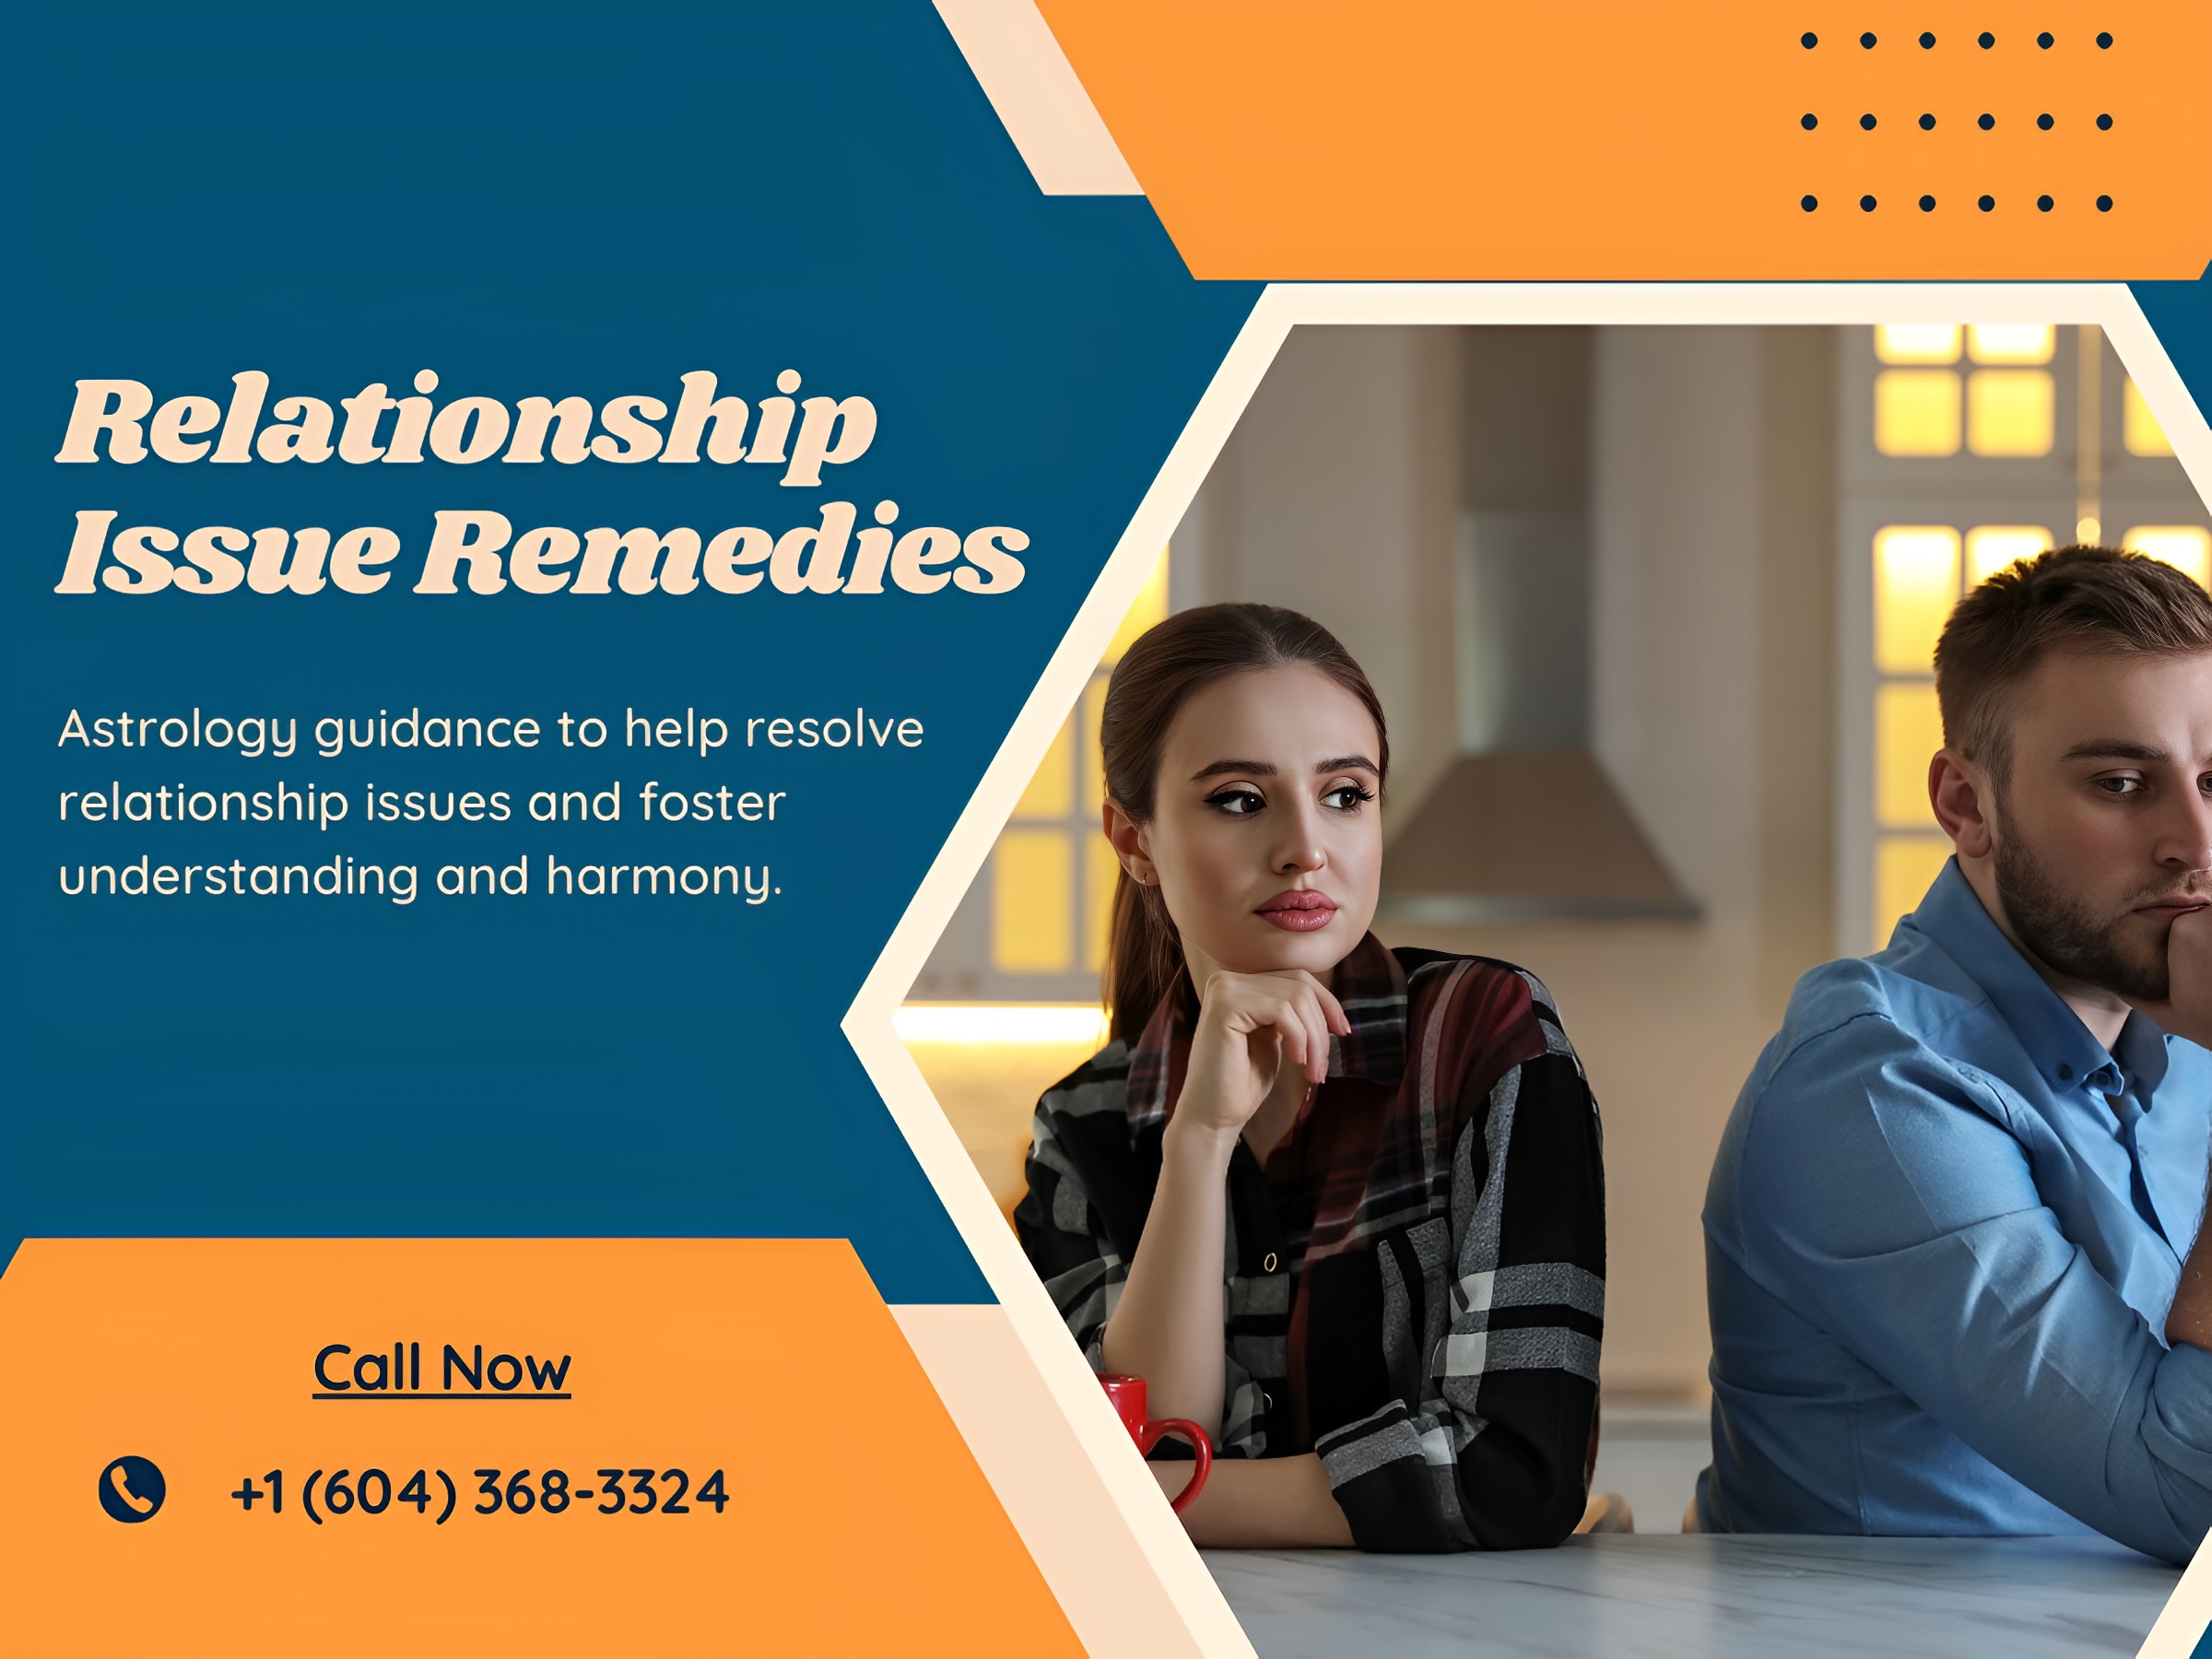 Relationship
Issue Remedies
Astrology guidance to help resolve
relationship issues and foster
understanding and harmony.
Call Now
+1 (604) 368-3324